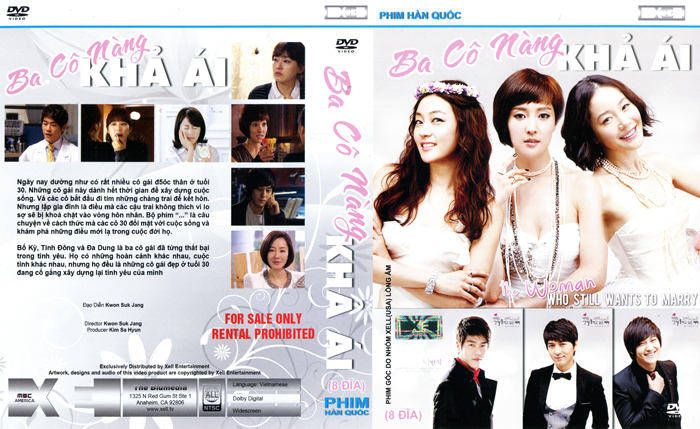 DVD
VIDEO
Ba Cô Nàng
KHẢ ÁI
Ngày nay dường như có rất nhiều cô gái đõôc thân ở tuổi
30. Những cô gái này dành hết thời gian để xây dựng cuộc
sống. Và các cô bắt đầu đi tìm những chàng trai để kết hôn.
Nhưng lập gia đình là điều mà các cậu trai không thích vì lo
sợ sẽ bị khoá chặt vào vòng hôn nhân. Bộ phim “...” là câu
chuyện về cách thức mà các cô 30 đối mặt với cuộc sống và
khám phá những điều mới lạ trong cuộc đời họ.
Bổ Kỳ, Tình Đông và Đa Dung là ba cô gái đã từng thất bại
trong tình yêu. Họ có những hoàn cảnh khác nhau, cuộc
tình khác nhau, nhưng họ đều là những cô gái đẹp ở tuổi 30
đang cố gắng xây dựng lại tình yêu của mình
Đạo Diễn Kwon Suk Jang
Director Kwon Suk Jang
Producer Kim Sa Hyun
FOR SALE ONLY
RENTAL PROHIBITED
Exclusively Distributed by Xell Entertainment
Artwork, designs and audio of this video product are copyrighted by Xell Entertainment
MBC
AMERICA
The Biumedia
1325 N Red Gum St Ste 1
Anaheim, CA 92806
www.xell.tv
ALL
NTSC
Language: Vietnamese
Dolby Digital
Widescreen
DVD
VIDEO
Ba Cô Nàng
KHẢ ÁI
(8 ĐĨA)
PHIM
HÀN QUỐC
PHIM HÀN QUỐC
Ba Cô Nàng
KHẢ ÁI
The Woman
WHO STILL WANTS TO MARRY
PHIM GỐC DO NHÓM XELL(USA) LỒNG ÂM
(8 ĐĨA)
DVD
VIDEO